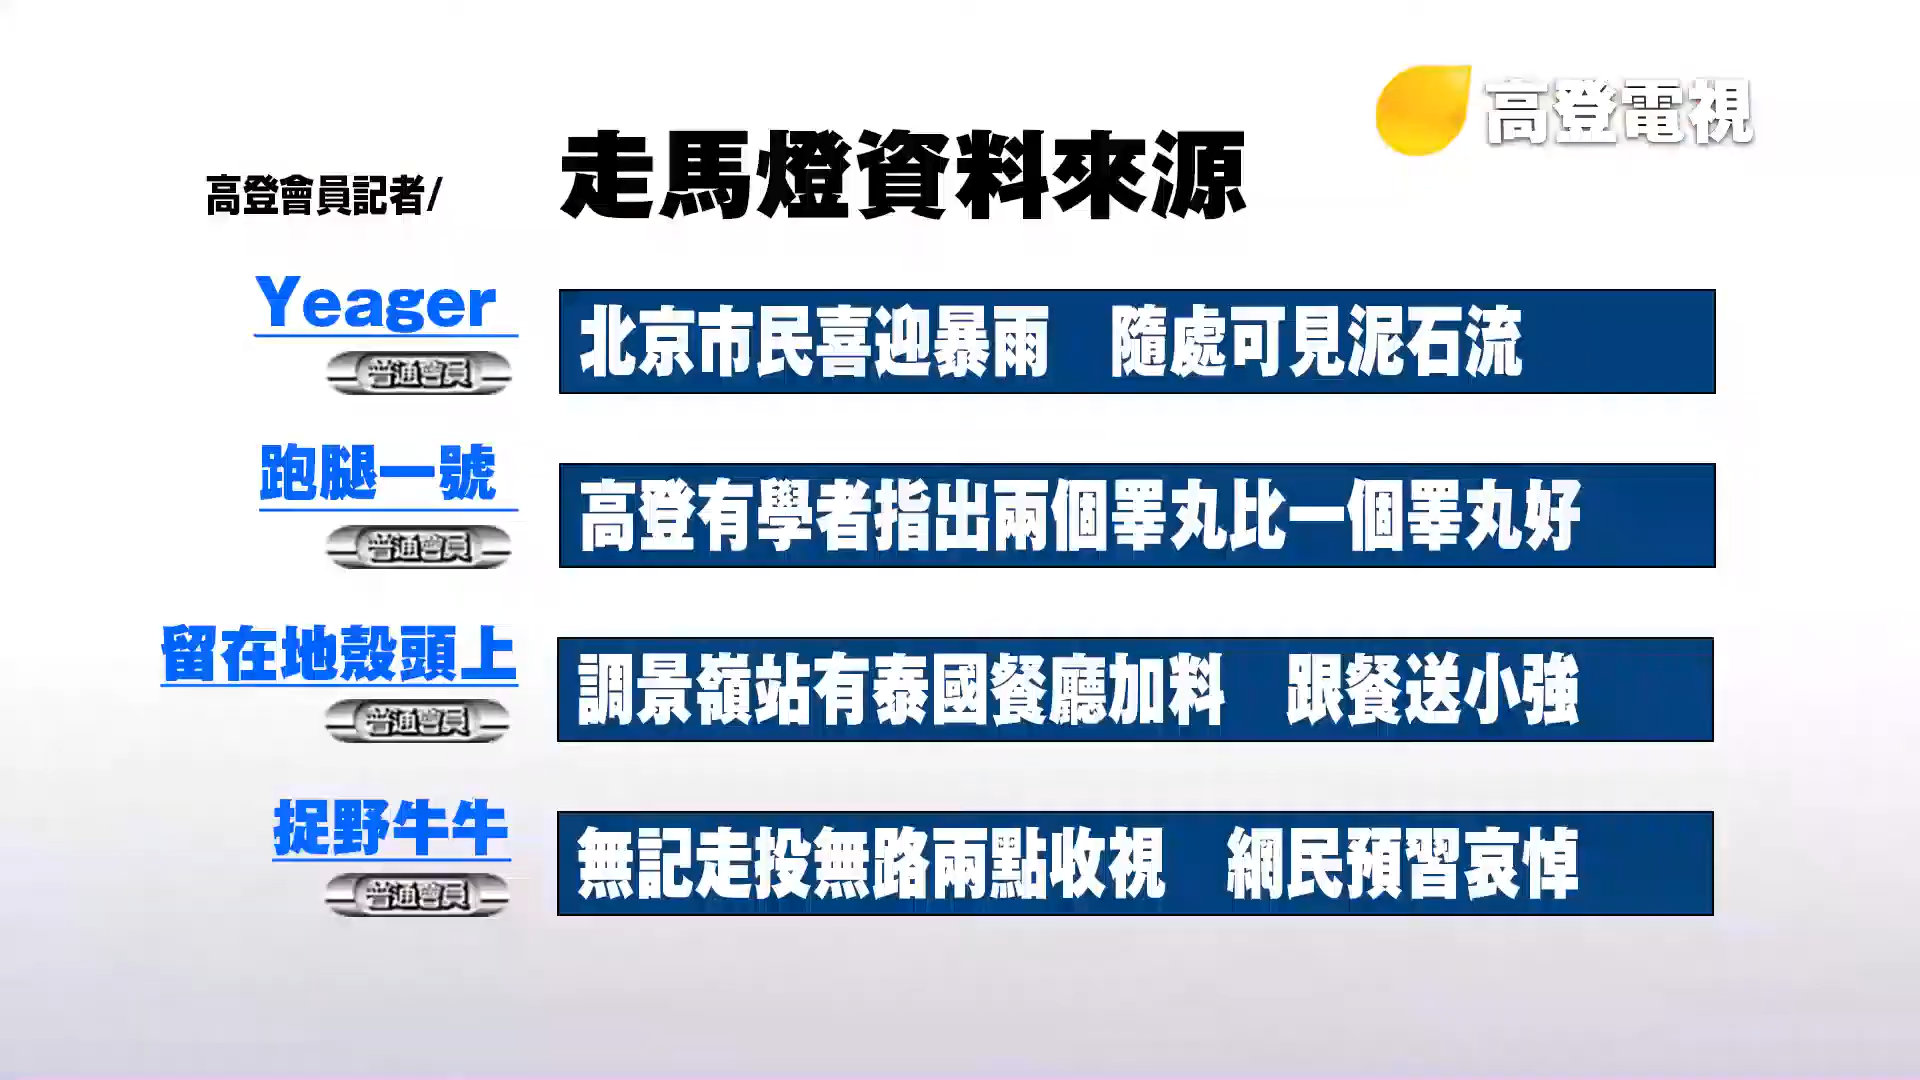 高登電視
走馬燈資料來源
高登會員記者/
Yeager
普通會員
北京市民喜迎暴雨　隨處可見泥石流
跑腿一號
普通會員
高登有學者指出兩個睪丸比一個睪丸好
留在地殼頭上
普通會員
調景嶺站有泰國餐廳加料　跟餐送小強
捉野牛牛
普通會員
無記走投無路兩點收視　網民預習哀悼